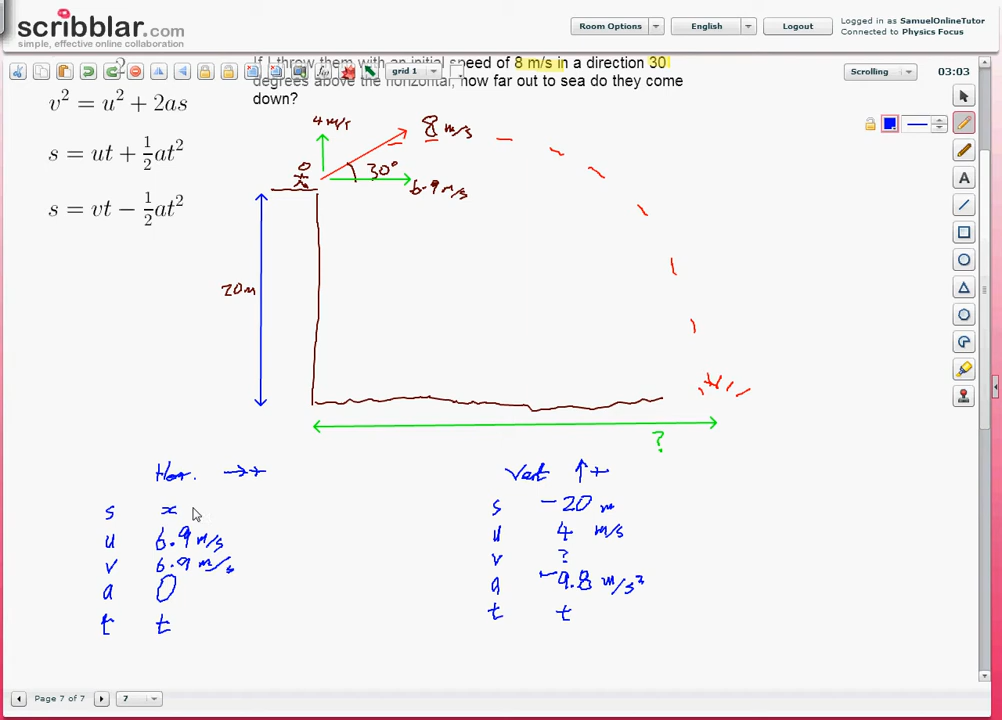 scribblar.com
simple, effective online collaboration
Room Options
English
Logout
Logged in as SamuelOnlineTutor
Connected to Physics Focus
If I throw them with an initial speed of 8 m/s in a direction 30
grid 1
Scrolling
03:03
degrees above the horizontal, how far out to sea do they come
down?
v² = u² + 2as
s = ut + 1/2 at²
s = vt − 1/2 at²
4 m/s
8 m/s
30°
6.9 m/s
20m
?
Hor. →+
Vert ↑+
s x
s -20 m
u 6.9 m/s
u 4 m/s
v 6.9 m/s
v ?
a 0
a -9.8 m/s²
t t
t t
Page 7 of 7
7